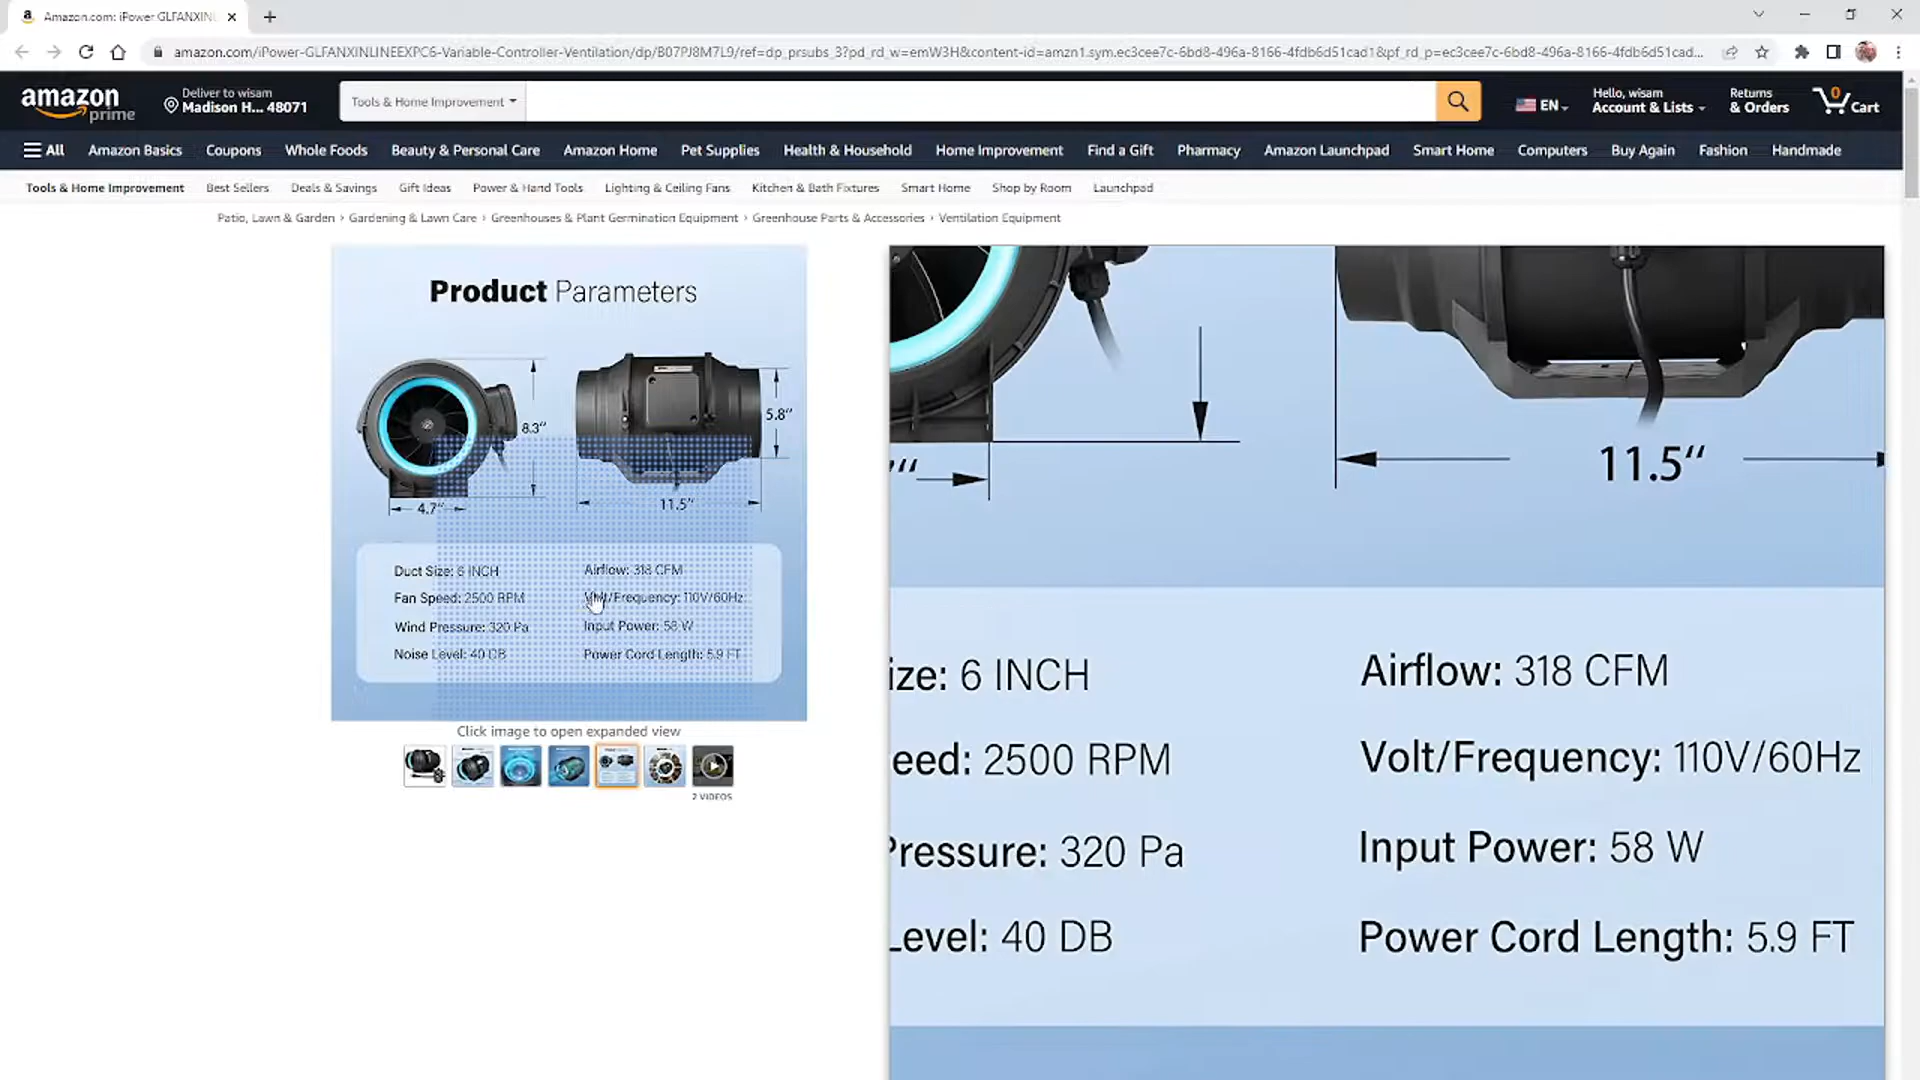 Amazon.com: iPower GLFANXINL
amazon.com/iPower-GLFANXINLINEEXPC6-Variable-Controller-Ventilation/dp/B07PJ8M7L9/ref=dp_prsubs_3?pd_rd_w=emW3H&content-id=amzn1.sym.ec3cee7c-6bd8-496a-8166-4fdb6d51cad1&pf_rd_p=ec3cee7c-6bd8-496a-8166-4fdb6d51cad...
amazon prime
Deliver to wisam
Madison H... 48071
Tools & Home Improvement
EN
Hello, wisam
Account & Lists
Returns
& Orders
0
Cart
All Amazon Basics Coupons Whole Foods Beauty & Personal Care Amazon Home Pet Supplies Health & Household Home Improvement Find a Gift Pharmacy Amazon Launchpad Smart Home Computers Buy Again Fashion Handmade
Tools & Home Improvement Best Sellers Deals & Savings Gift Ideas Power & Hand Tools Lighting & Ceiling Fans Kitchen & Bath Fixtures Smart Home Shop by Room Launchpad
Patio, Lawn & Garden › Gardening & Lawn Care › Greenhouses & Plant Germination Equipment › Greenhouse Parts & Accessories › Ventilation Equipment
Product Parameters
8.3"
5.8"
4.7"
11.5"
Duct Size: 6 INCH
Airflow: 318 CFM
Fan Speed: 2500 RPM
Volt/Frequency: 110V/60Hz
Wind Pressure: 320 Pa
Input Power: 58 W
Noise Level: 40 DB
Power Cord Length: 5.9 FT
Click image to open expanded view
2 VIDEOS
11.5"
ize: 6 INCH
Airflow: 318 CFM
eed: 2500 RPM
Volt/Frequency: 110V/60Hz
Pressure: 320 Pa
Input Power: 58 W
Level: 40 DB
Power Cord Length: 5.9 FT